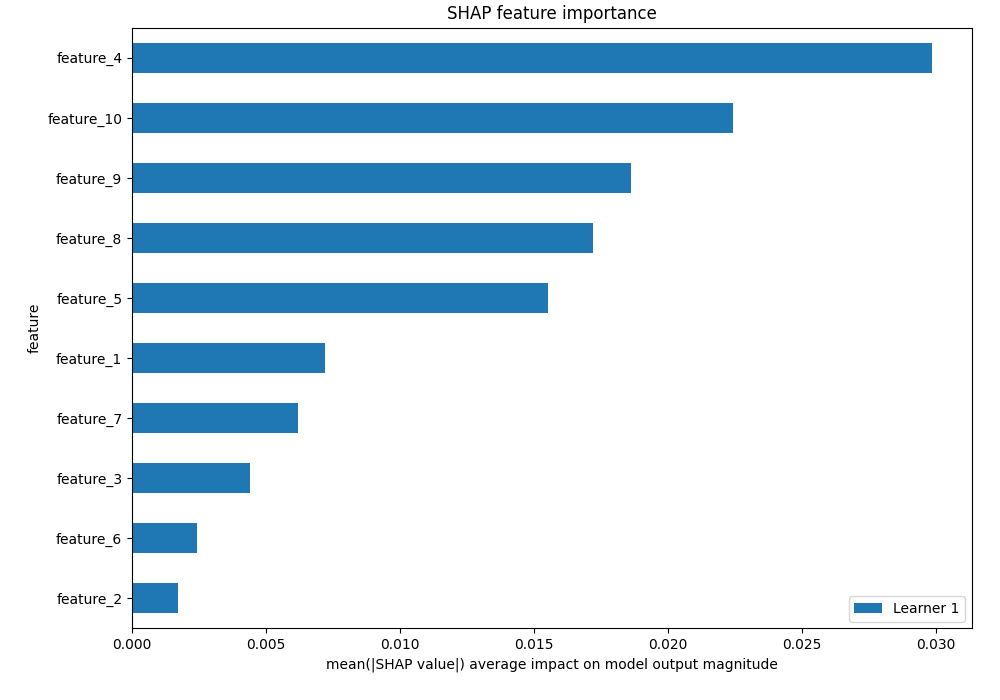 SHAP feature importance
feature_4
feature_10
feature_9
feature_8
feature_5
feature_1
feature_7
feature_3
feature_6
feature_2
feature
Learner 1
0.000 0.005 0.010 0.015 0.020 0.025 0.030
mean(|SHAP value|) average impact on model output magnitude